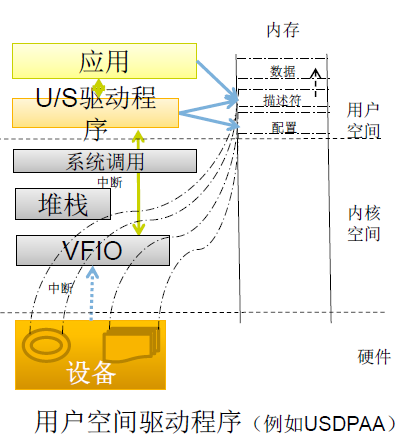 内存
应用
数据
U/S驱动程
序
描述符
用户
空间
配置
系统调用
中断
堆栈
内核
空间
VFIO
中断
硬件
设备
用户空间驱动程序（例如USDPAA）